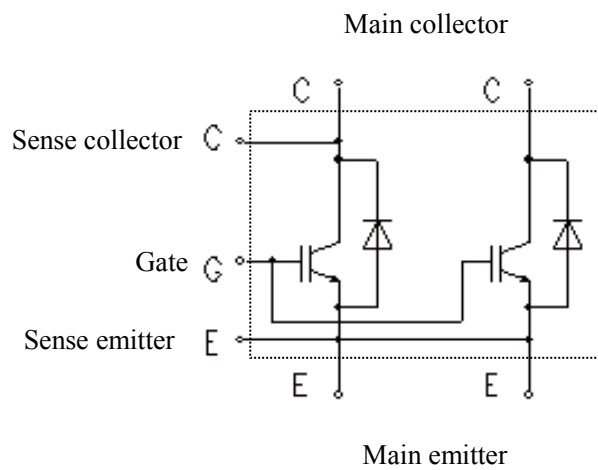 Main collector
C C
Sense collector C
Gate G
Sense emitter E
E E
Main emitter